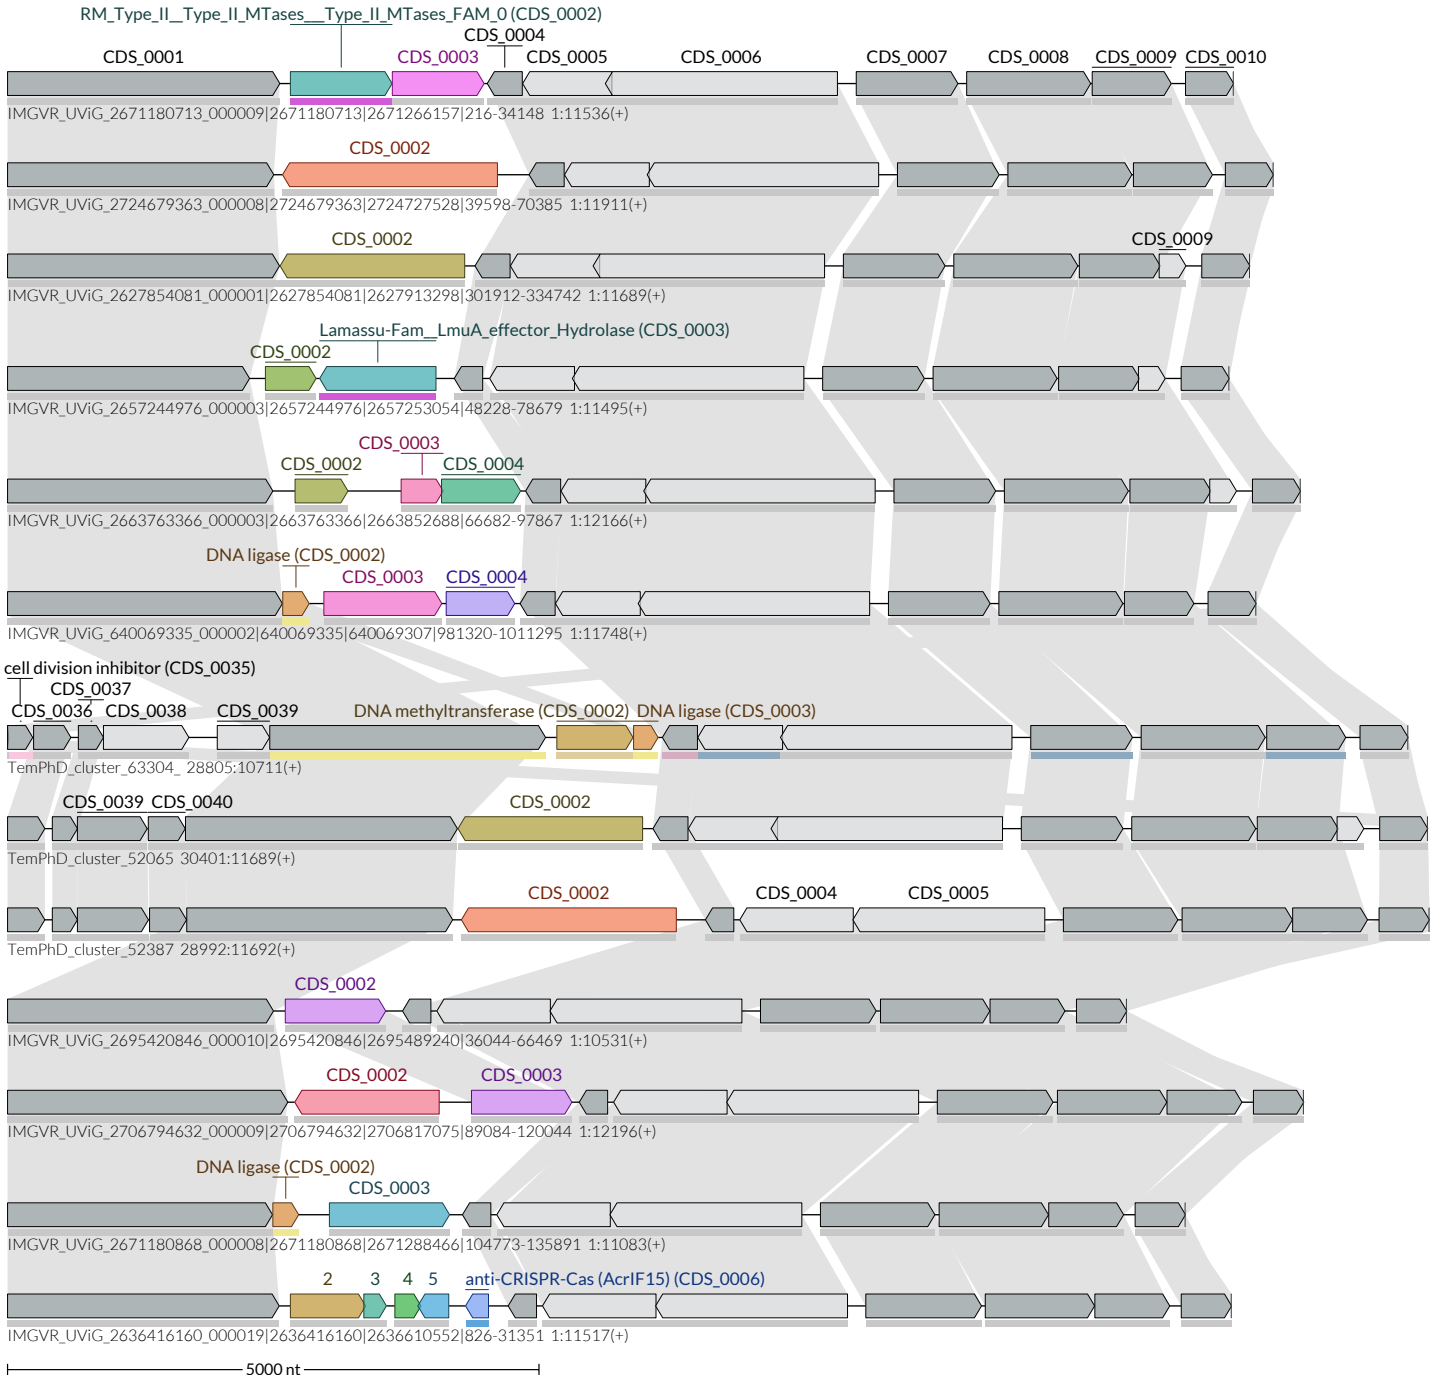 RM_Type_II__Type_II_MTases___Type_II_MTases_FAM_0 (CDS_0002)
CDS_0004
CDS_0001 CDS_0003 CDS_0005 CDS_0006 CDS_0007 CDS_0008 CDS_0009 CDS_0010
IMGVR_UViG_2671180713_000009|2671180713|2671266157|216-34148 1:11536(+)
CDS_0002
IMGVR_UViG_2724679363_000008|2724679363|2724727528|39598-70385 1:11911(+)
CDS_0002 CDS_0009
IMGVR_UViG_2627854081_000001|2627854081|2627913298|301912-334742 1:11689(+)
Lamassu-Fam__LmuA_effector_Hydrolase (CDS_0003)
CDS_0002
IMGVR_UViG_2657244976_000003|2657244976|2657253054|48228-78679 1:11495(+)
CDS_0003
CDS_0002 CDS_0004
IMGVR_UViG_2663763366_000003|2663763366|2663852688|66682-97867 1:12166(+)
DNA ligase (CDS_0002)
CDS_0003 CDS_0004
IMGVR_UViG_640069335_000002|640069335|640069307|981320-1011295 1:11748(+)
cell division inhibitor (CDS_0035)
CDS_0037
CDS_0036 CDS_0038 CDS_0039 DNA methyltransferase (CDS_0002) DNA ligase (CDS_0003)
TemPhD_cluster_63304_ 28805:10711(+)
CDS_0039 CDS_0040 CDS_0002
TemPhD_cluster_52065 30401:11689(+)
CDS_0002 CDS_0004 CDS_0005
TemPhD_cluster_52387 28992:11692(+)
CDS_0002
IMGVR_UViG_2695420846_000010|2695420846|2695489240|36044-66469 1:10531(+)
CDS_0002 CDS_0003
IMGVR_UViG_2706794632_000009|2706794632|2706817075|89084-120044 1:12196(+)
DNA ligase (CDS_0002)
CDS_0003
IMGVR_UViG_2671180868_000008|2671180868|2671288466|104773-135891 1:11083(+)
2 3 4 5 anti-CRISPR-Cas (AcrIF15) (CDS_0006)
IMGVR_UViG_2636416160_000019|2636416160|2636610552|826-31351 1:11517(+)
5000 nt